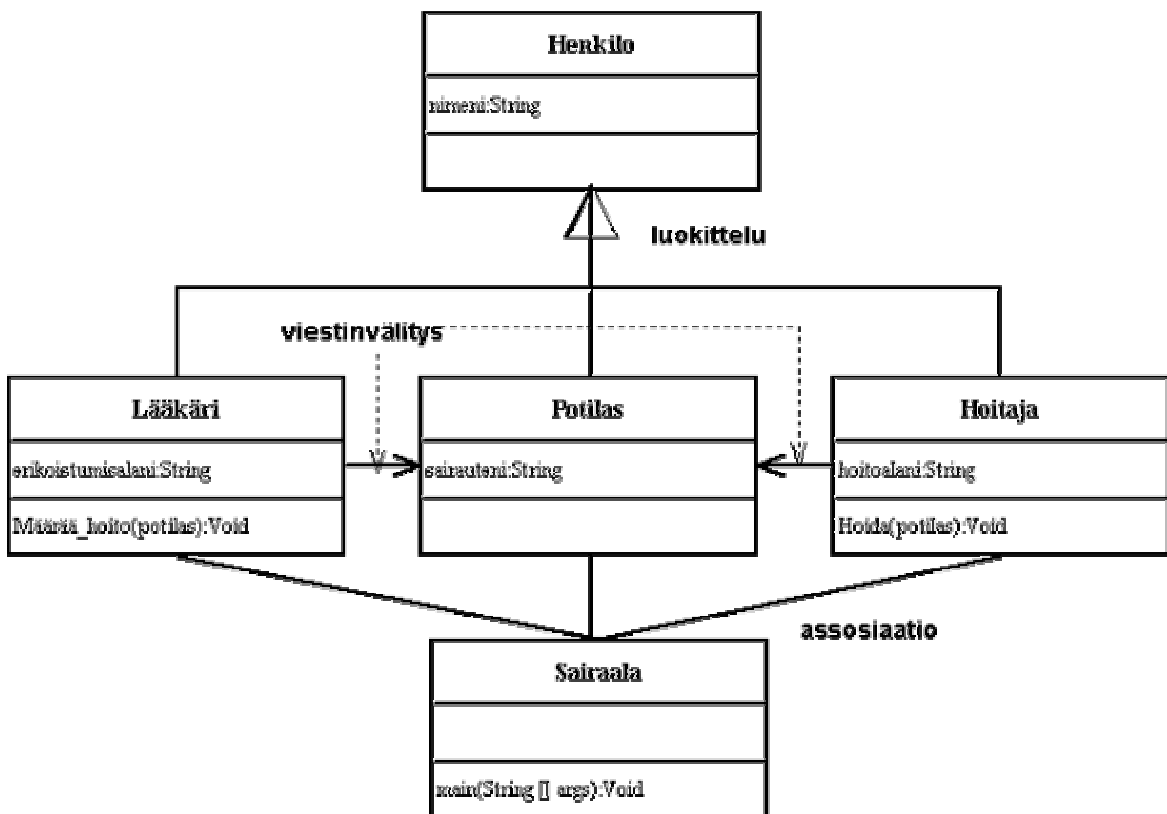 Henkilo
nimeni:String
luokittelu
viestinvälitys
Lääkäri
erikoistumisalani:String
Määrää_hoito(potilas):Void
Potilas
sairauteni:String
Hoitaja
hoitoalani:String
Hoida(potilas):Void
assosiaatio
Sairaala
main(String [] args):Void